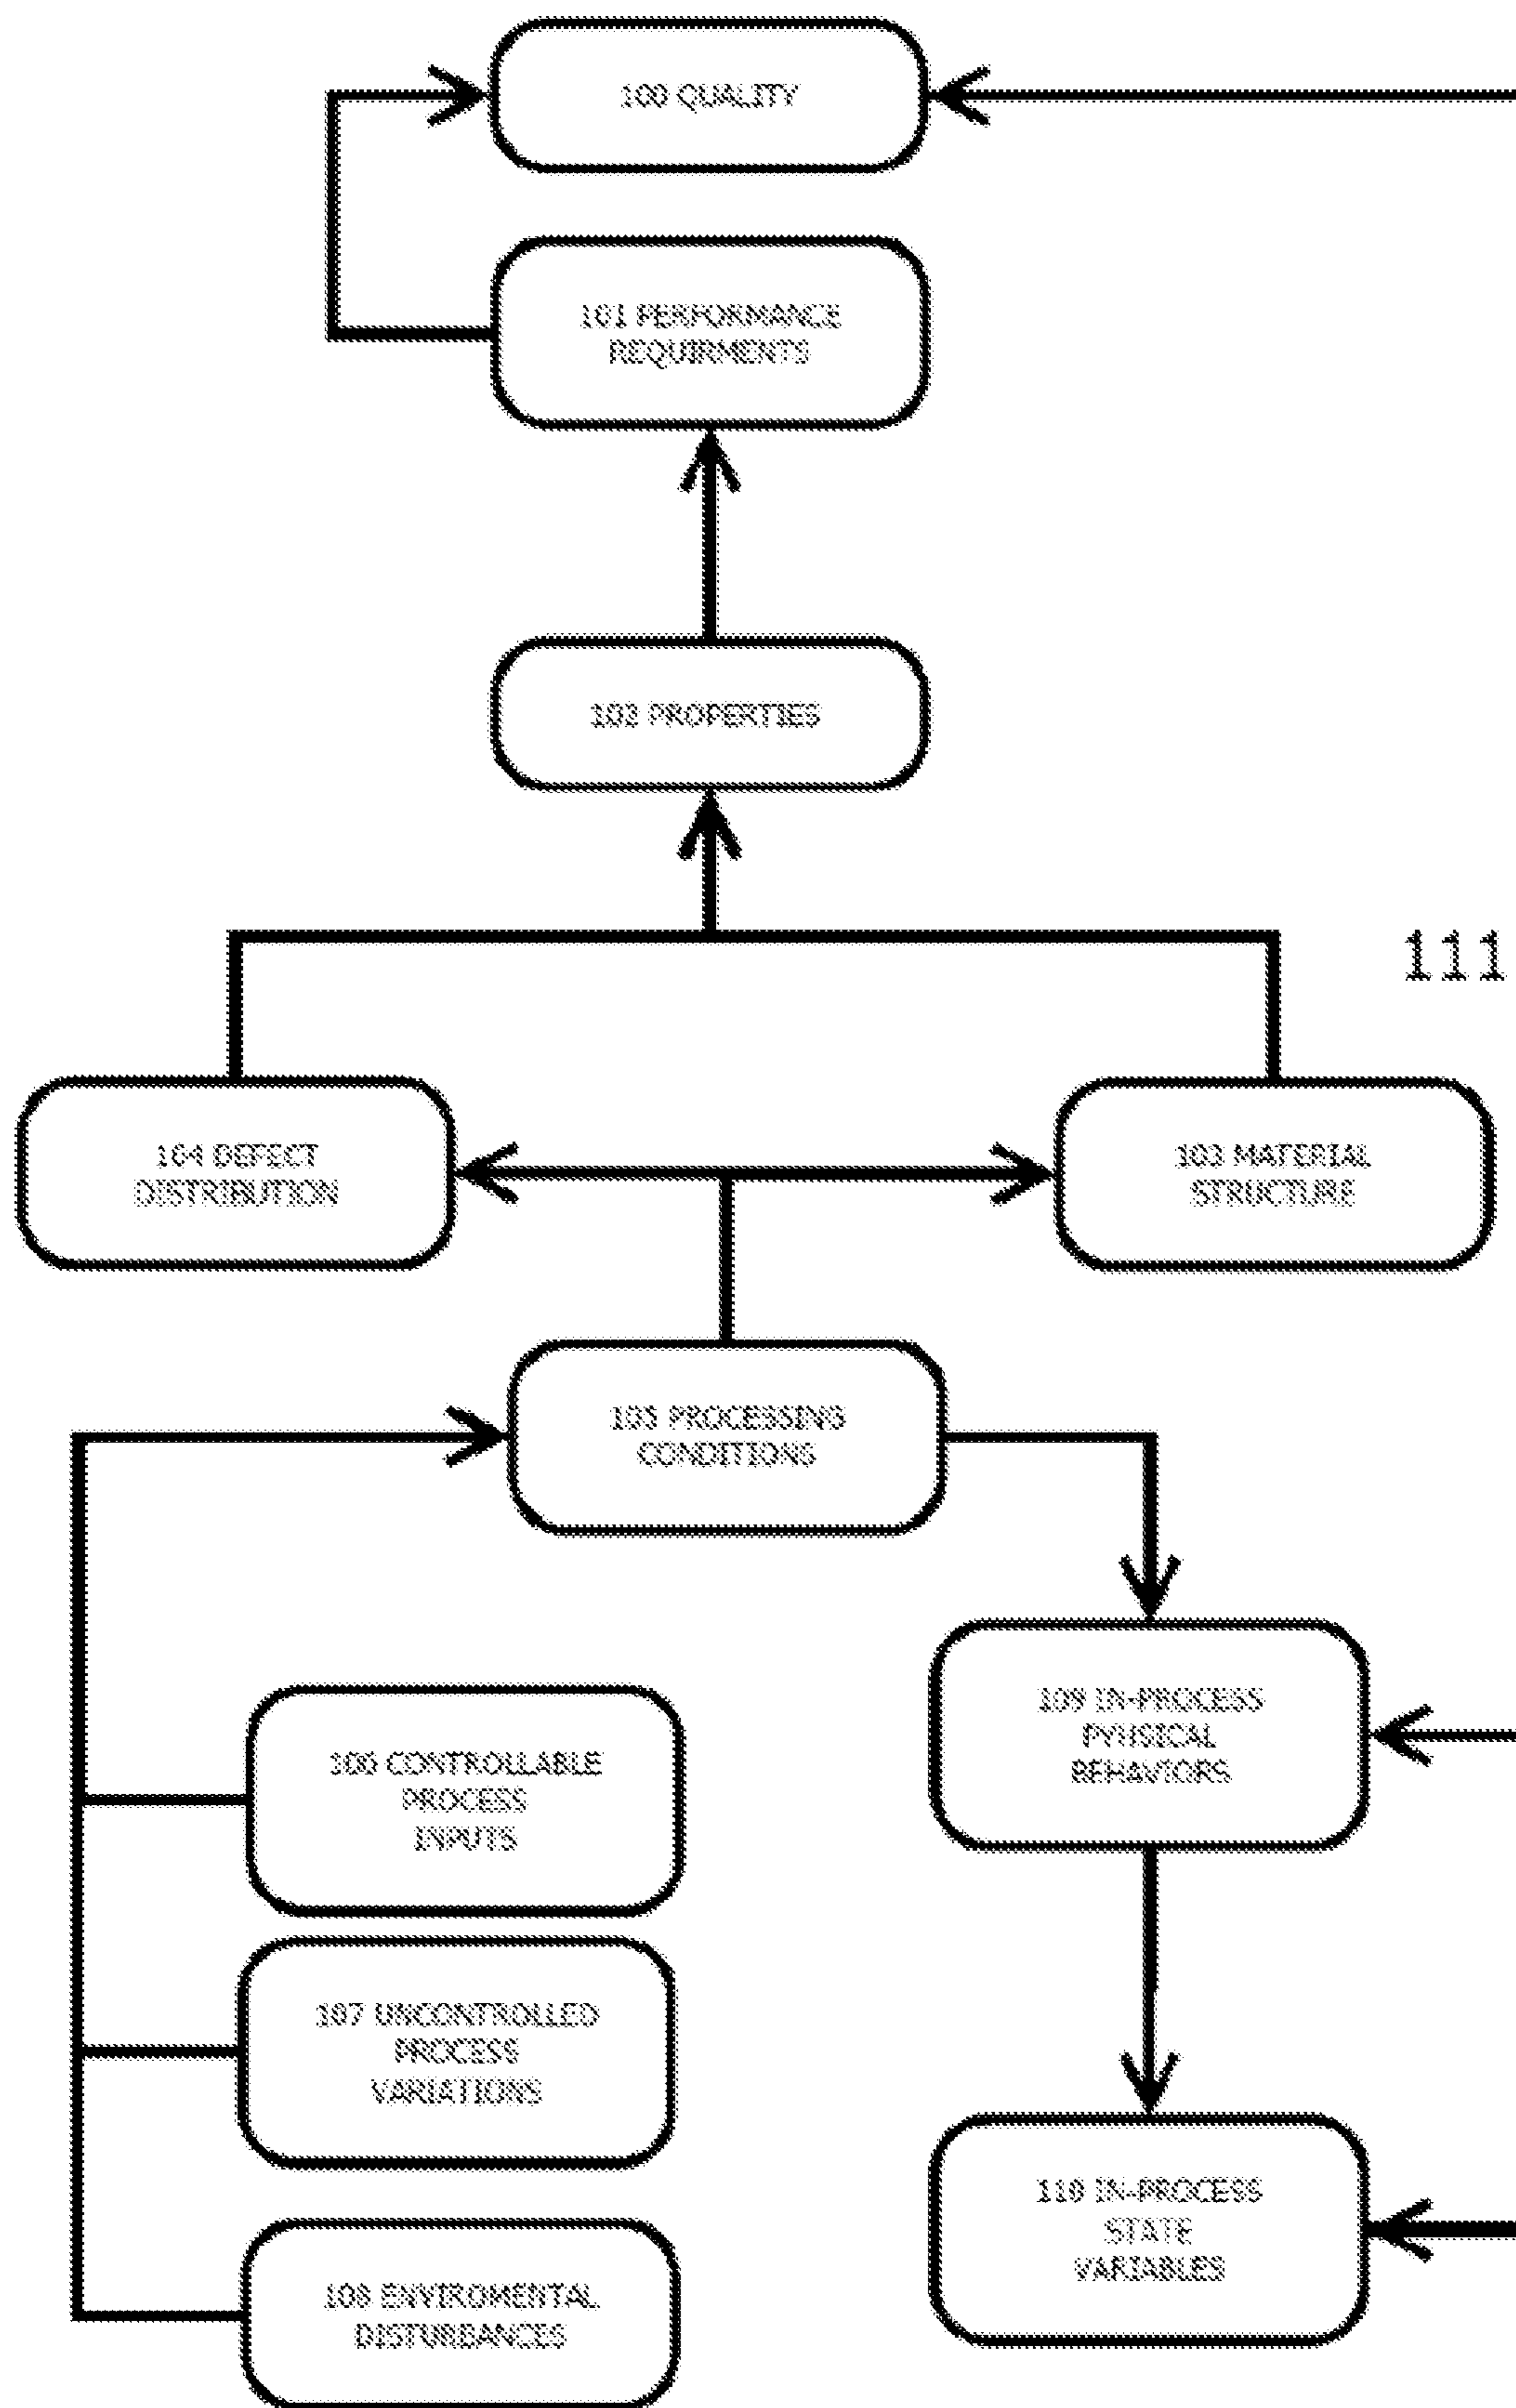 100 QUALITY
101 PERFORMANCE
REQUIRMENTS
102 PROPERTIES
111
104 DEFECT
DISTRIBUTION
103 MATERIAL
STRUCTURE
105 PROCESSING
CONDITIONS
109 IN-PROCESS
PYHSICAL
BEHAVIORS
106 CONTROLLABLE
PROCESS
INPUTS
107 UNCONTROLLED
PROCESS
VARIATIONS
110 IN-PROCESS
STATE
VARIABLES
108 ENVIROMENTAL
DISTURBANCES